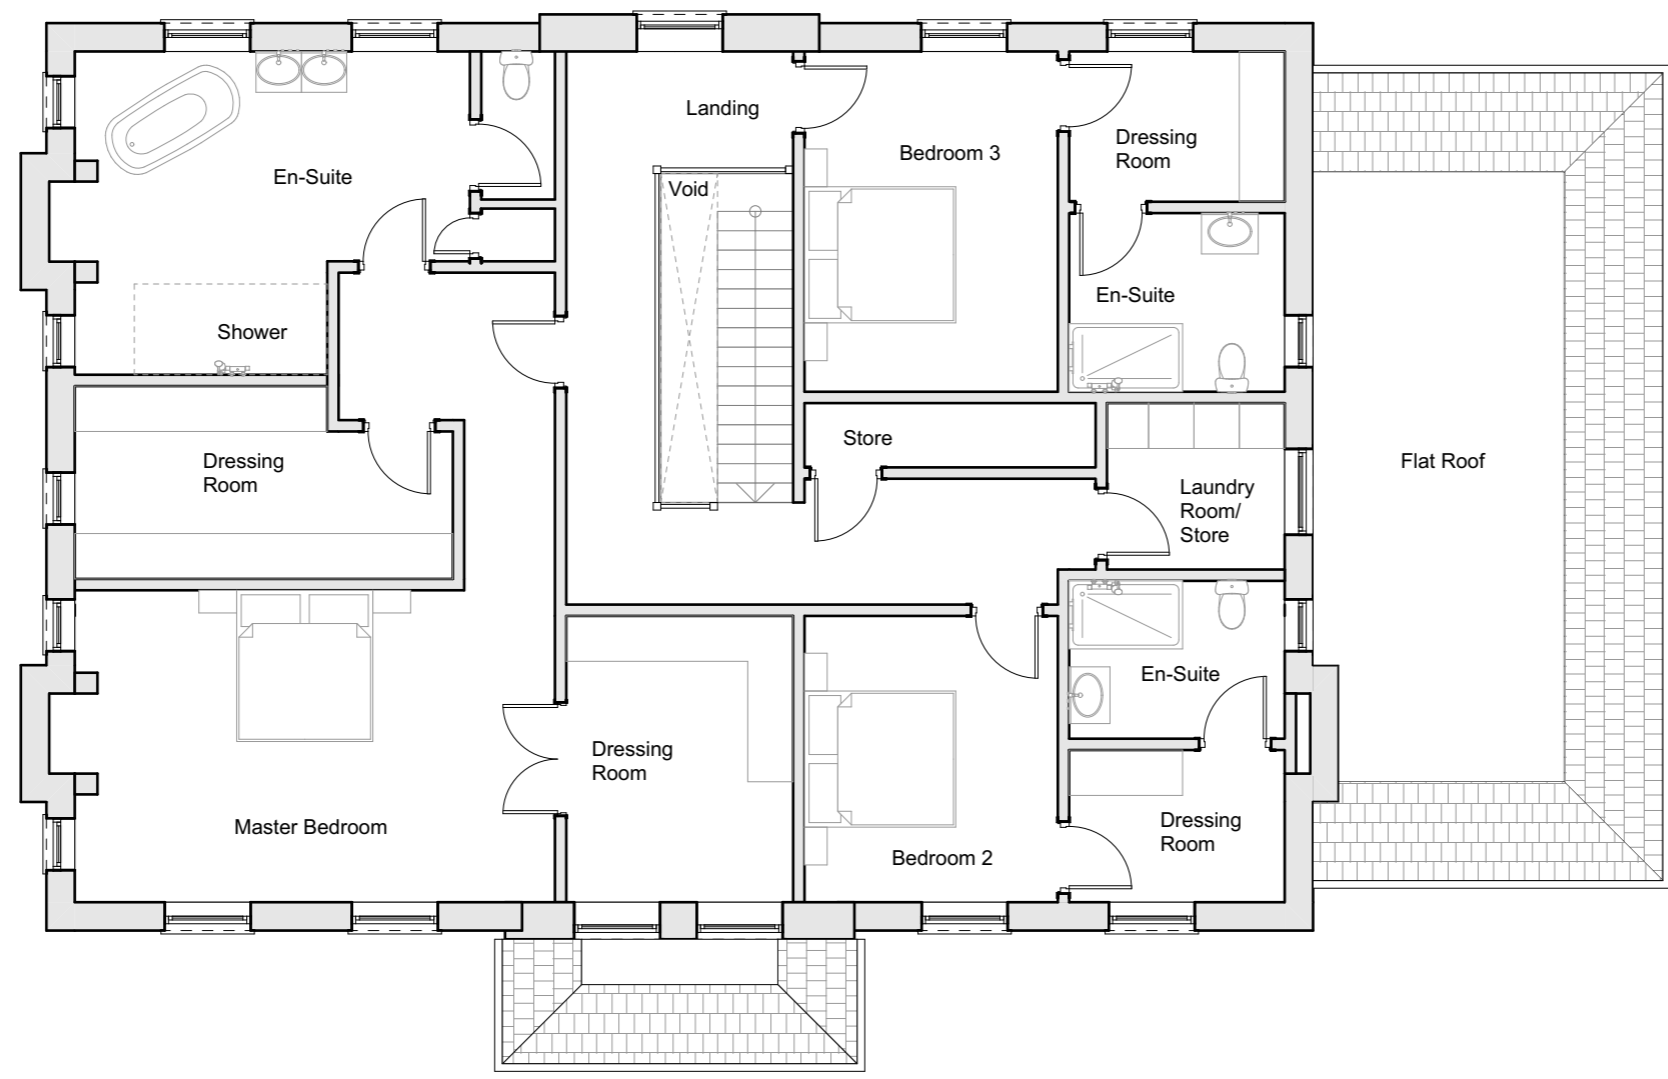 Landing
Bedroom 3
Dressing
Room
En-Suite
Void
En-Suite
Shower
Store
Dressing
Room
Laundry
Room/
Store
Flat Roof
En-Suite
Dressing
Room
Master Bedroom
Bedroom 2
Dressing
Room